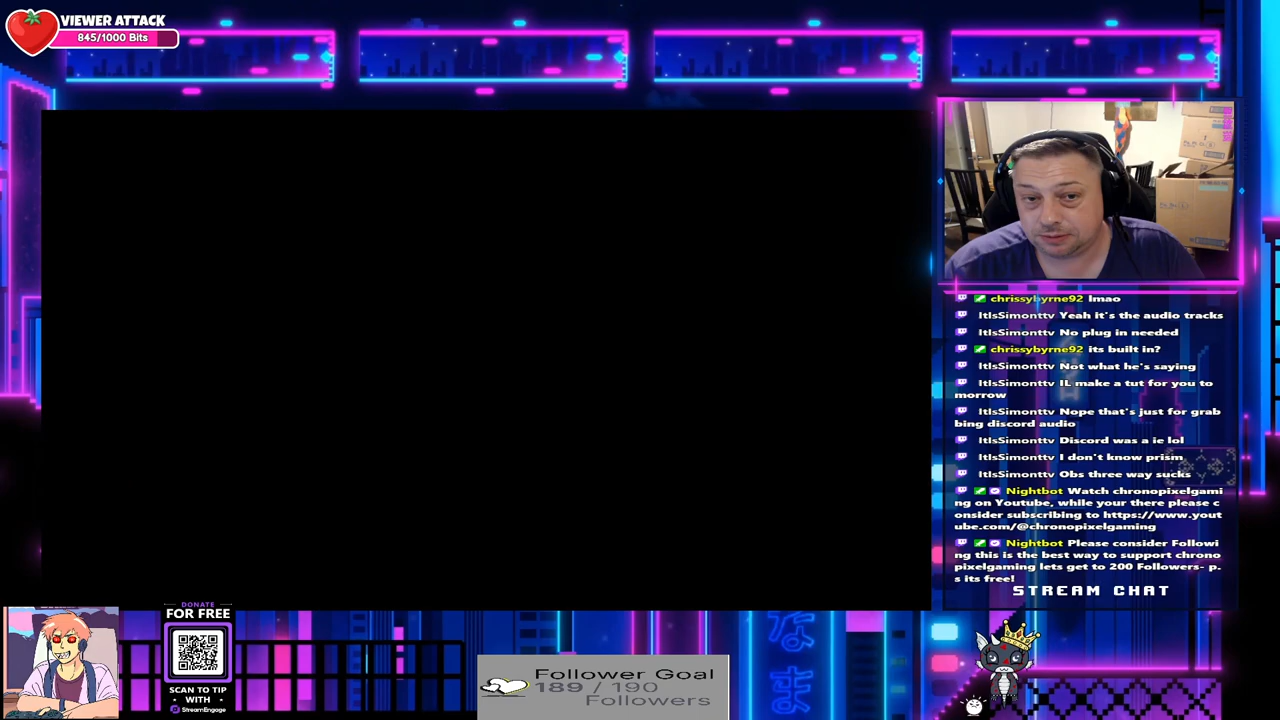 VIEWER ATTACK
845/1000 Bits
chrissybyrne92 lmao
ItIsSimonttv Yeah it's the audio tracks
ItIsSimonttv No plug in needed
chrissybyrne92 its built in?
ItIsSimonttv Not what he's saying
ItIsSimonttv IL make a tut for you to
morrow
ItIsSimonttv Nope that's just for grab
bing discord audio
ItIsSimonttv Discord was a ie lol
ItIsSimonttv I don't know prism
ItIsSimonttv Obs three way sucks
Nightbot Watch chronopixelgami
ng on Youtube, while your there please c
onsider subscribing to https://www.yout
ube.com/@chronopixelgaming
Nightbot Please consider Followi
ng this is the best way to support chrono
pixelgaming lets get to 200 Followers- p.
s its free!
STREAM CHAT
DONATE
FOR FREE
SCAN TO TIP
• WITH •
StreamEngage
Follower Goal
189 / 190
Followers
な
ま